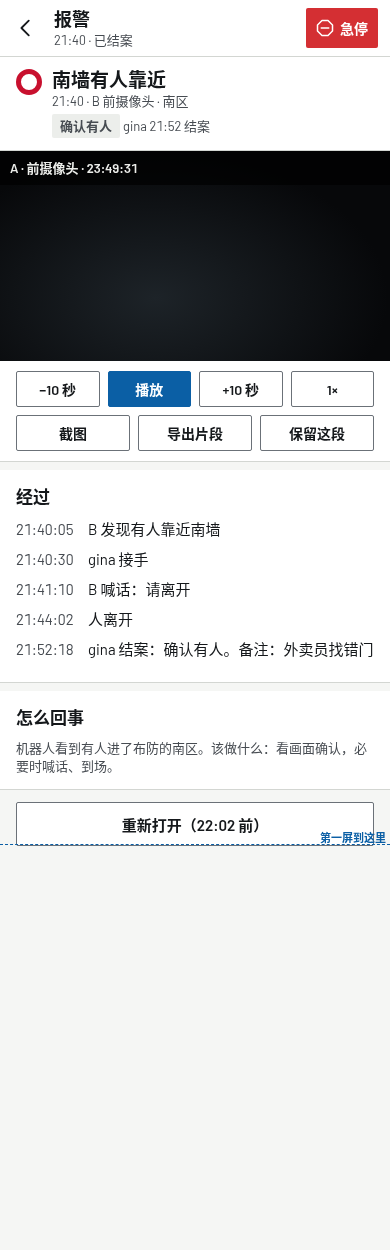 报警
21:40 · 已结案
急停
南墙有人靠近
21:40 · B 前摄像头 · 南区
确认有人 gina 21:52 结案
A · 前摄像头 · 23:49:31
−10 秒 播放 +10 秒 1×
截图 导出片段 保留这段
经过
21:40:05 B 发现有人靠近南墙
21:40:30 gina 接手
21:41:10 B 喊话：请离开
21:44:02 人离开
21:52:18 gina 结案：确认有人。备注：外卖员找错门
怎么回事
机器人看到有人进了布防的南区。该做什么：看画面确认，必
要时喊话、到场。
重新打开（22:02 前）
第一屏到这里